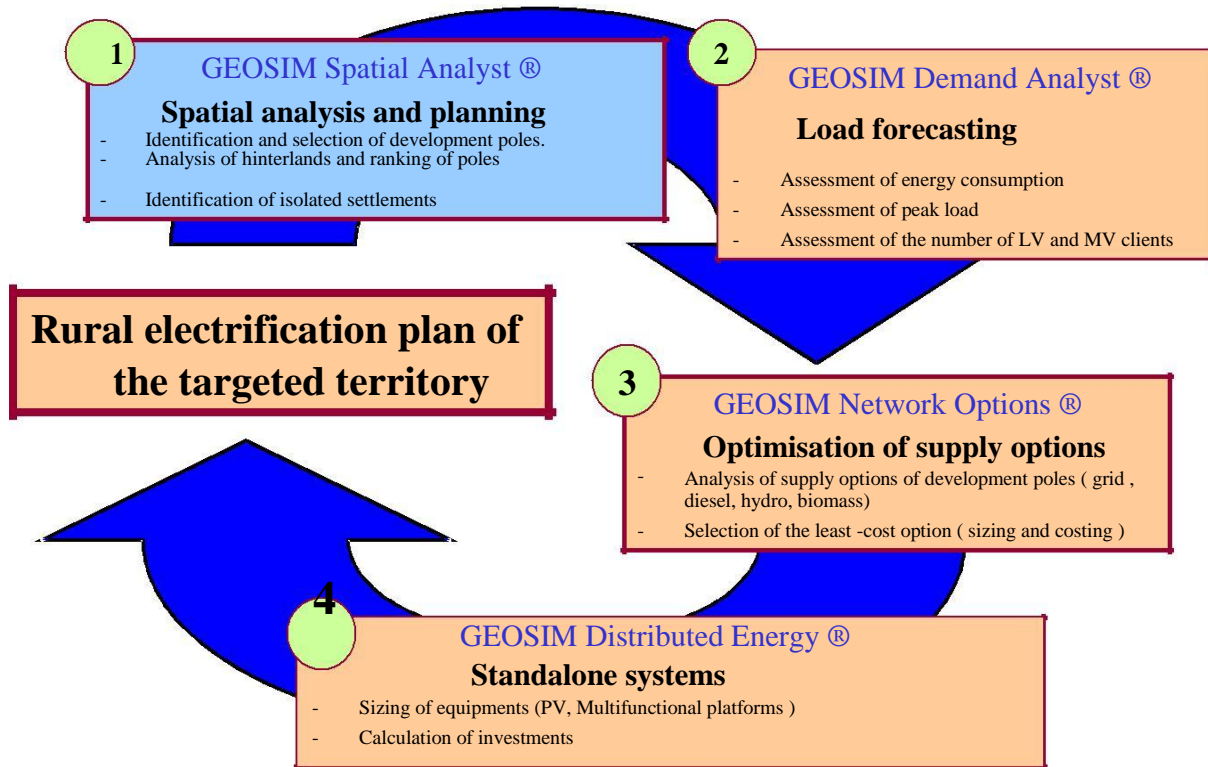 1
GEOSIM Spatial Analyst ®
Spatial analysis and planning
- Identification and selection of development poles.
- Analysis of hinterlands and ranking of poles
- Identification of isolated settlements
2
GEOSIM Demand Analyst ®
Load forecasting
- Assessment of energy consumption
- Assessment of peak load
- Assessment of the number of LV and MV clients
Rural electrification plan of
the targeted territory
3
GEOSIM Network Options ®
Optimisation of supply options
- Analysis of supply options of development poles ( grid ,
diesel, hydro, biomass)
- Selection of the least -cost option ( sizing and costing )
4
GEOSIM Distributed Energy ®
Standalone systems
- Sizing of equipments (PV, Multifunctional platforms )
- Calculation of investments